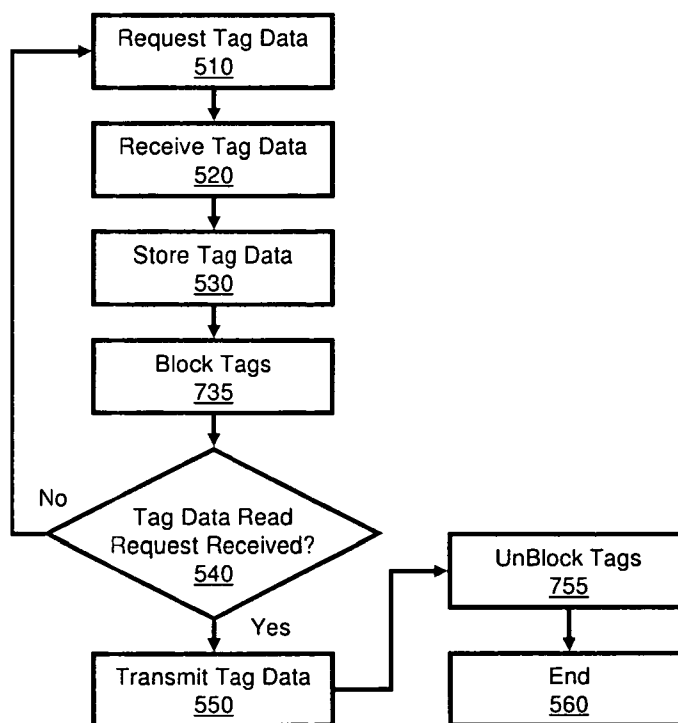 Request Tag Data
510
Receive Tag Data
520
Store Tag Data
530
Block Tags
735
No
Tag Data Read
Request Received?
540
Yes
Transmit Tag Data
550
UnBlock Tags
755
End
560